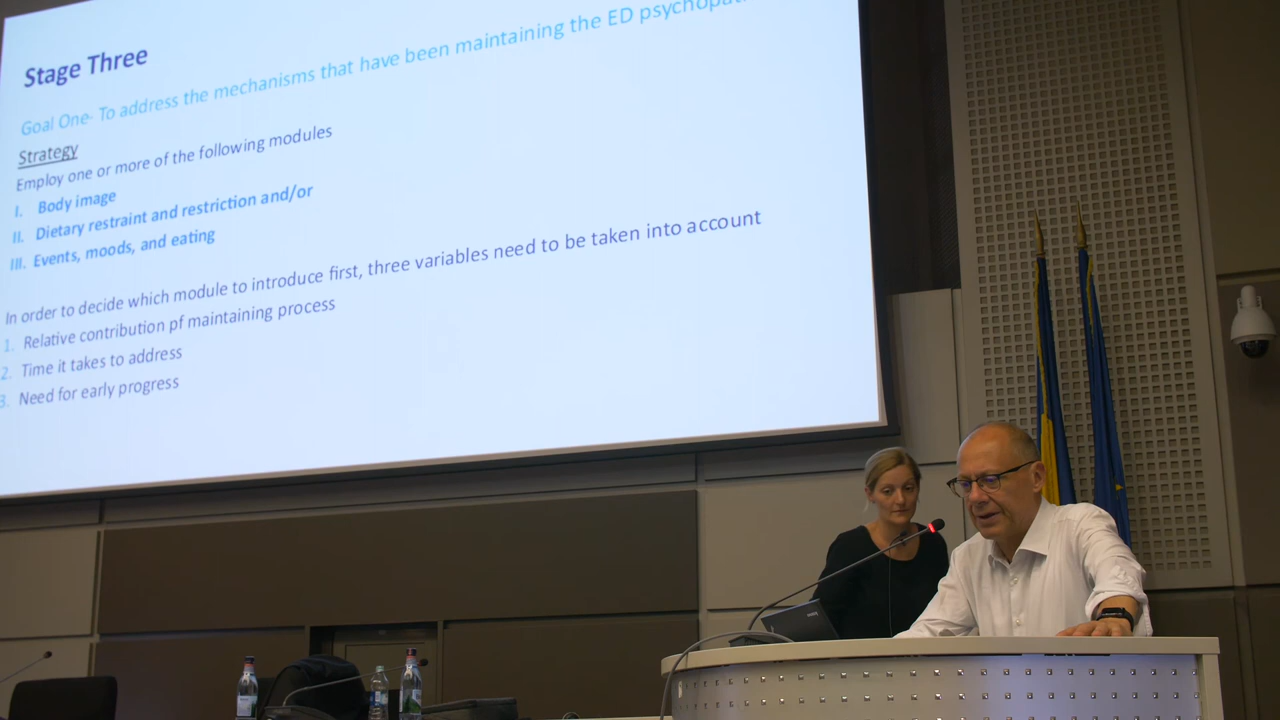 Stage Three
Goal One- To address the mechanisms that have been maintaining the ED
Strategy
Employ one or more of the following modules
I. Body image
II. Dietary restraint and restriction and/or
III. Events, moods, and eating
In order to decide which module to introduce first, three variables need to be taken into account
1. Relative contribution pf maintaining process
2. Time it takes to address
3. Need for early progress